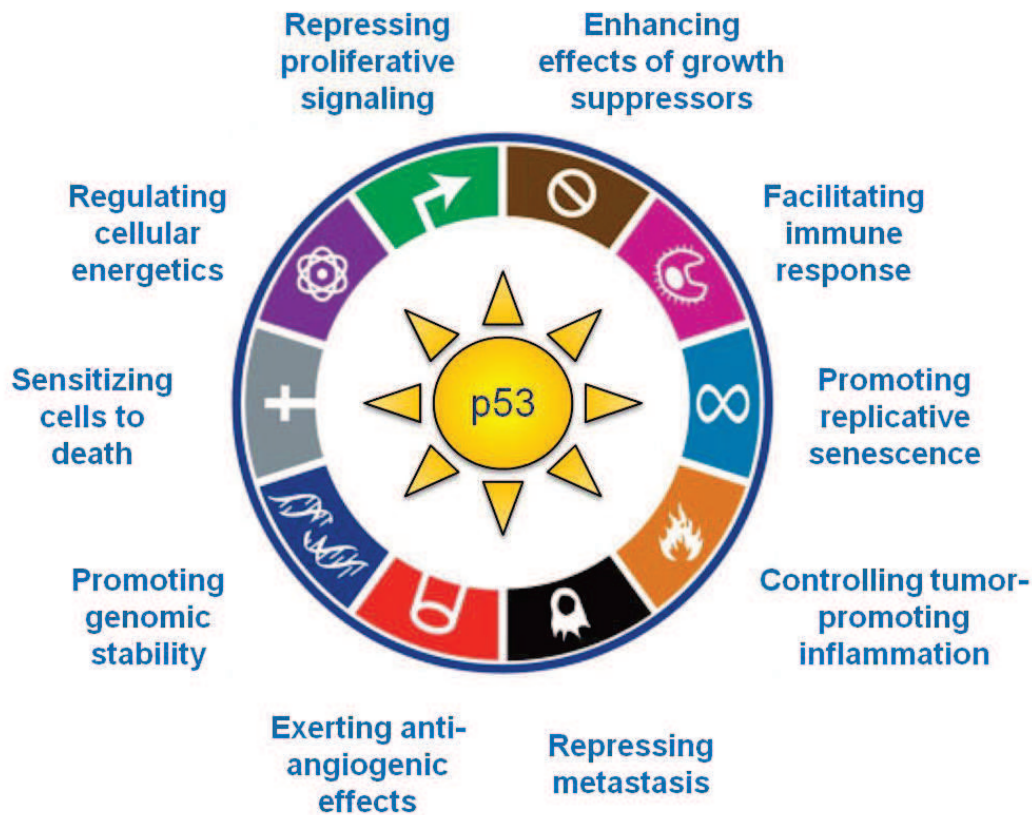 Repressing
proliferative
signaling
Enhancing
effects of growth
suppressors
Regulating
cellular
energetics
Facilitating
immune
response
Sensitizing
cells to
death
p53
Promoting
replicative
senescence
Promoting
genomic
stability
Controlling tumor-
promoting
inflammation
Exerting anti-
angiogenic
effects
Repressing
metastasis